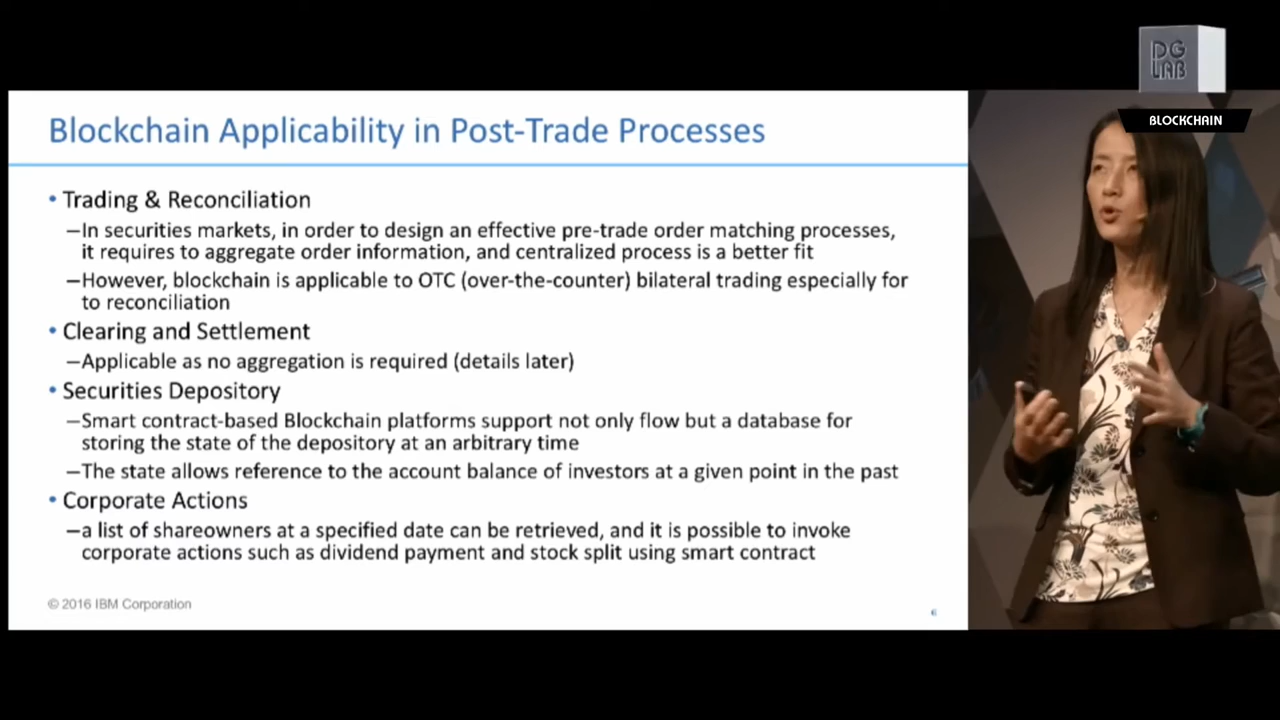 DG
LAB
BLOCKCHAIN
Blockchain Applicability in Post-Trade Processes
• Trading & Reconciliation
–In securities markets, in order to design an effective pre-trade order matching processes,
it requires to aggregate order information, and centralized process is a better fit
–However, blockchain is applicable to OTC (over-the-counter) bilateral trading especially for
to reconciliation
• Clearing and Settlement
–Applicable as no aggregation is required (details later)
• Securities Depository
–Smart contract-based Blockchain platforms support not only flow but a database for
storing the state of the depository at an arbitrary time
–The state allows reference to the account balance of investors at a given point in the past
• Corporate Actions
–a list of shareowners at a specified date can be retrieved, and it is possible to invoke
corporate actions such as dividend payment and stock split using smart contract
© 2016 IBM Corporation